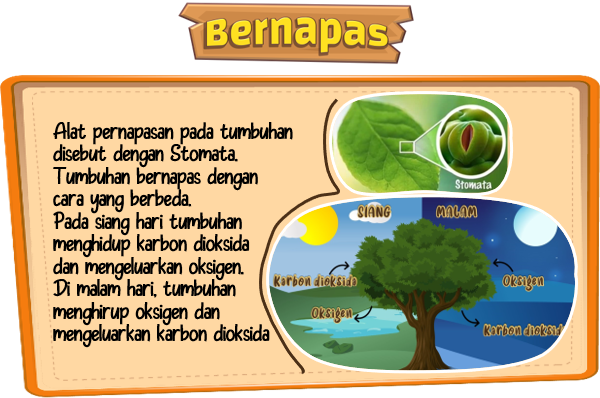 Bernapas
Alat pernapasan pada tumbuhan
disebut dengan Stomata.
Tumbuhan bernapas dengan
cara yang berbeda.
Pada siang hari tumbuhan
menghidup karbon dioksida
dan mengeluarkan oksigen.
Di malam hari, tumbuhan
menghirup oksigen dan
mengeluarkan karbon dioksida
Stomata
SIANG
MALAM
Karbon dioksida
Oksigen
Oksigen
Karbon dioksid